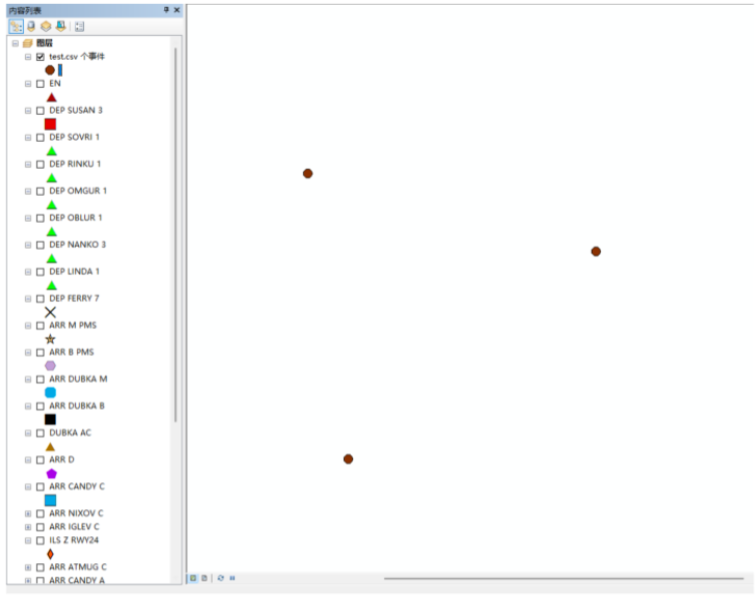 内容列表
图层
test.csv 个事件
EN
DEP SUSAN 3
DEP SOVRI 1
DEP RINKU 1
DEP OMGUR 1
DEP OBLUR 1
DEP NANKO 3
DEP LINDA 1
DEP FERRY 7
ARR M PMS
ARR B PMS
ARR DUBKA M
ARR DUBKA B
DUBKA AC
ARR D
ARR CANDY C
ARR NIXOV C
ARR IGLEV C
ILS Z RWY24
ARR ATMUG C
ARR CANDY A